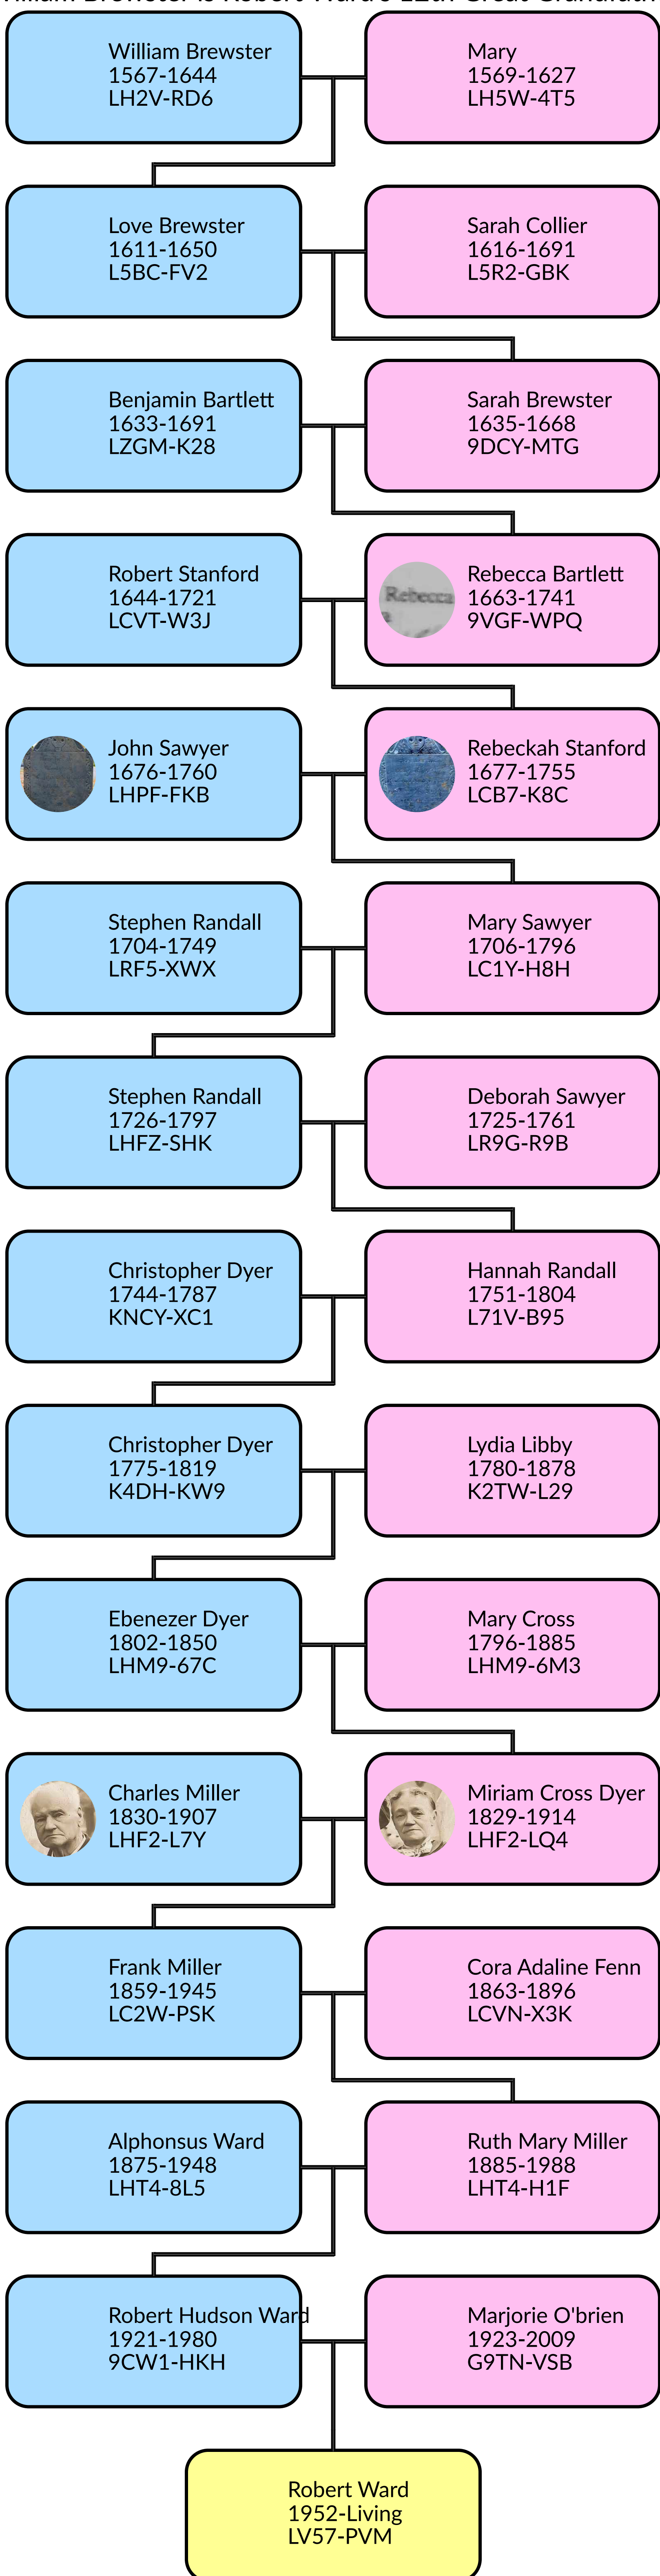 William Brewster is Robert Ward's 12th Great Grandfath
William Brewster
1567-1644
LH2V-RD6
Mary
1569-1627
LH5W-4T5
Love Brewster
1611-1650
L5BC-FV2
Sarah Collier
1616-1691
L5R2-GBK
Benjamin Bartlett
1633-1691
LZGM-K28
Sarah Brewster
1635-1668
9DCY-MTG
Robert Stanford
1644-1721
LCVT-W3J
Rebecca
Rebecca Bartlett
1663-1741
9VGF-WPQ
John Sawyer
1676-1760
LHPF-FKB
Rebeckah Stanford
1677-1755
LCB7-K8C
Stephen Randall
1704-1749
LRF5-XWX
Mary Sawyer
1706-1796
LC1Y-H8H
Stephen Randall
1726-1797
LHFZ-SHK
Deborah Sawyer
1725-1761
LR9G-R9B
Christopher Dyer
1744-1787
KNCY-XC1
Hannah Randall
1751-1804
L71V-B95
Christopher Dyer
1775-1819
K4DH-KW9
Lydia Libby
1780-1878
K2TW-L29
Ebenezer Dyer
1802-1850
LHM9-67C
Mary Cross
1796-1885
LHM9-6M3
Charles Miller
1830-1907
LHF2-L7Y
Miriam Cross Dyer
1829-1914
LHF2-LQ4
Frank Miller
1859-1945
LC2W-PSK
Cora Adaline Fenn
1863-1896
LCVN-X3K
Alphonsus Ward
1875-1948
LHT4-8L5
Ruth Mary Miller
1885-1988
LHT4-H1F
Robert Hudson Ward
1921-1980
9CW1-HKH
Marjorie O'brien
1923-2009
G9TN-VSB
Robert Ward
1952-Living
LV57-PVM